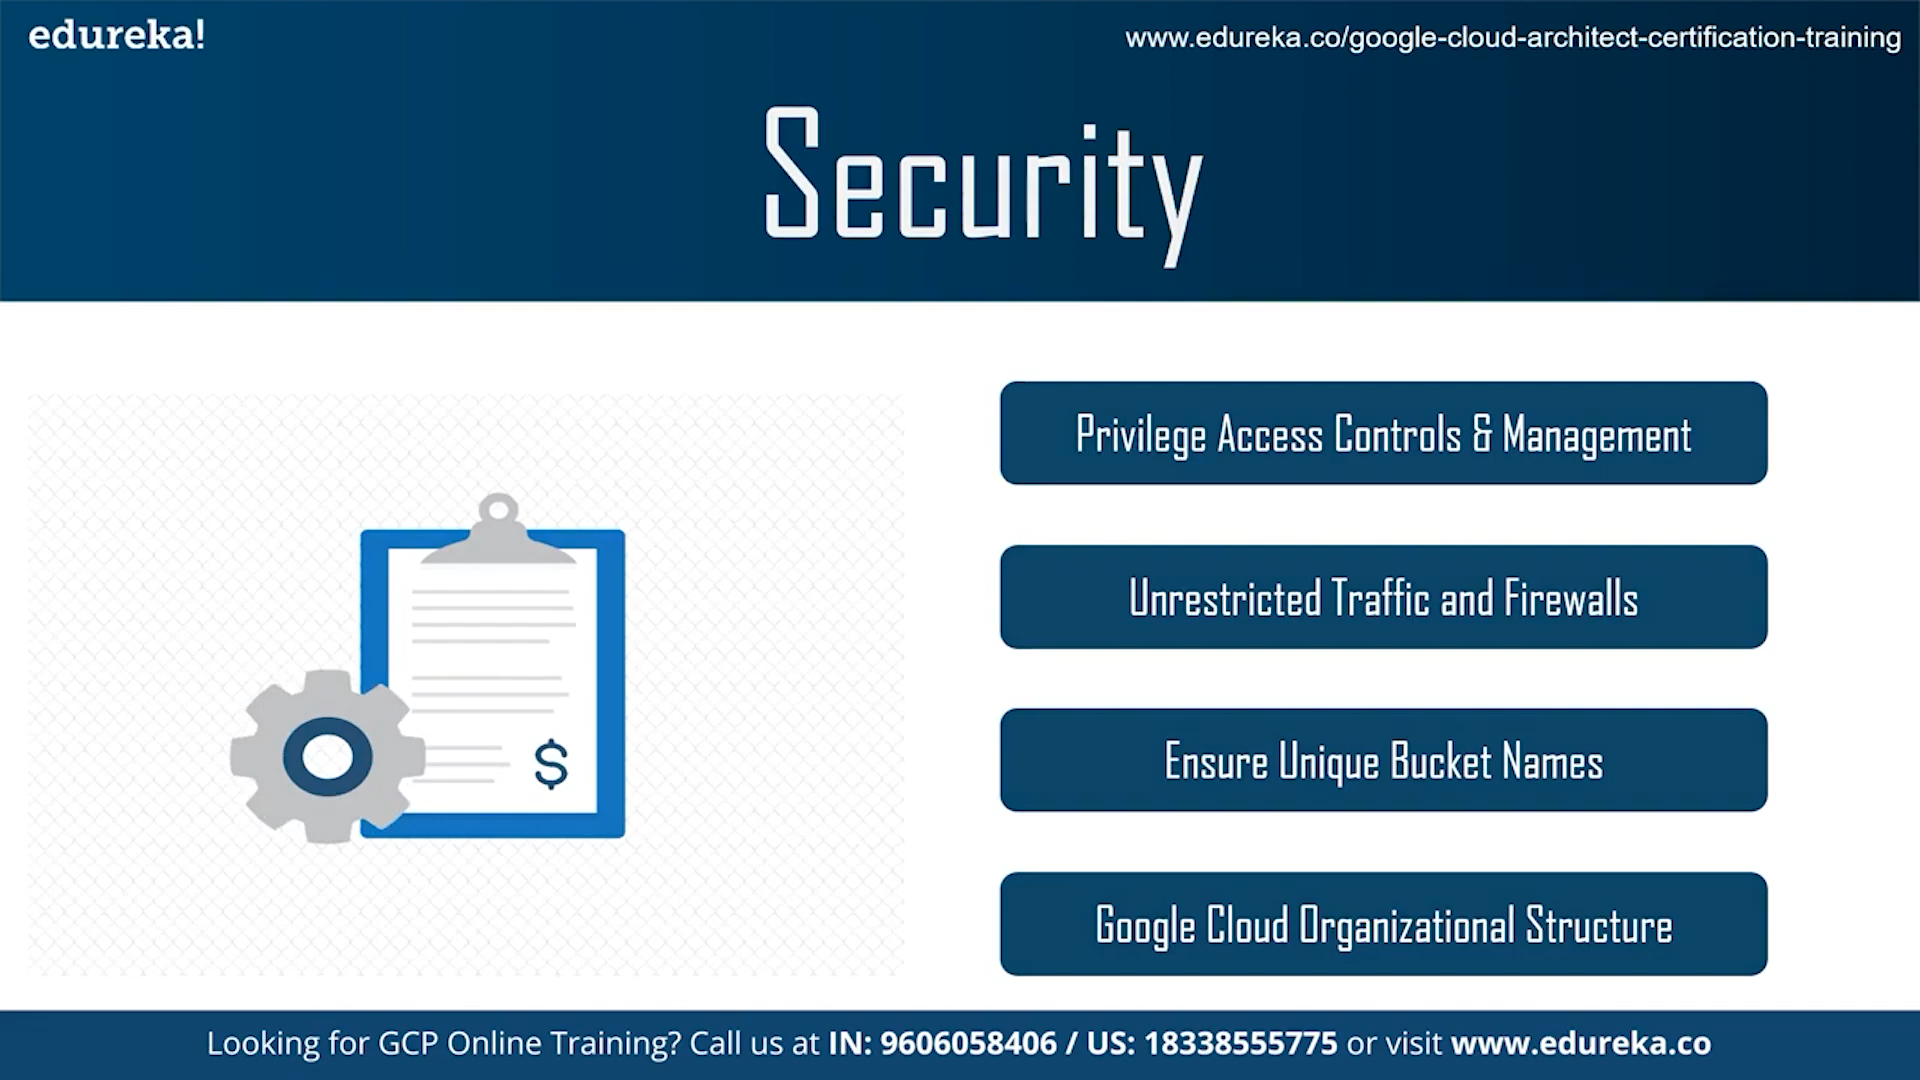 edureka!
www.edureka.co/google-cloud-architect-certification-training
Security
Privilege Access Controls & Management
Unrestricted Traffic and Firewalls
Ensure Unique Bucket Names
Google Cloud Organizational Structure
$
Looking for GCP Online Training? Call us at IN: 9606058406 / US: 18338555775 or visit www.edureka.co